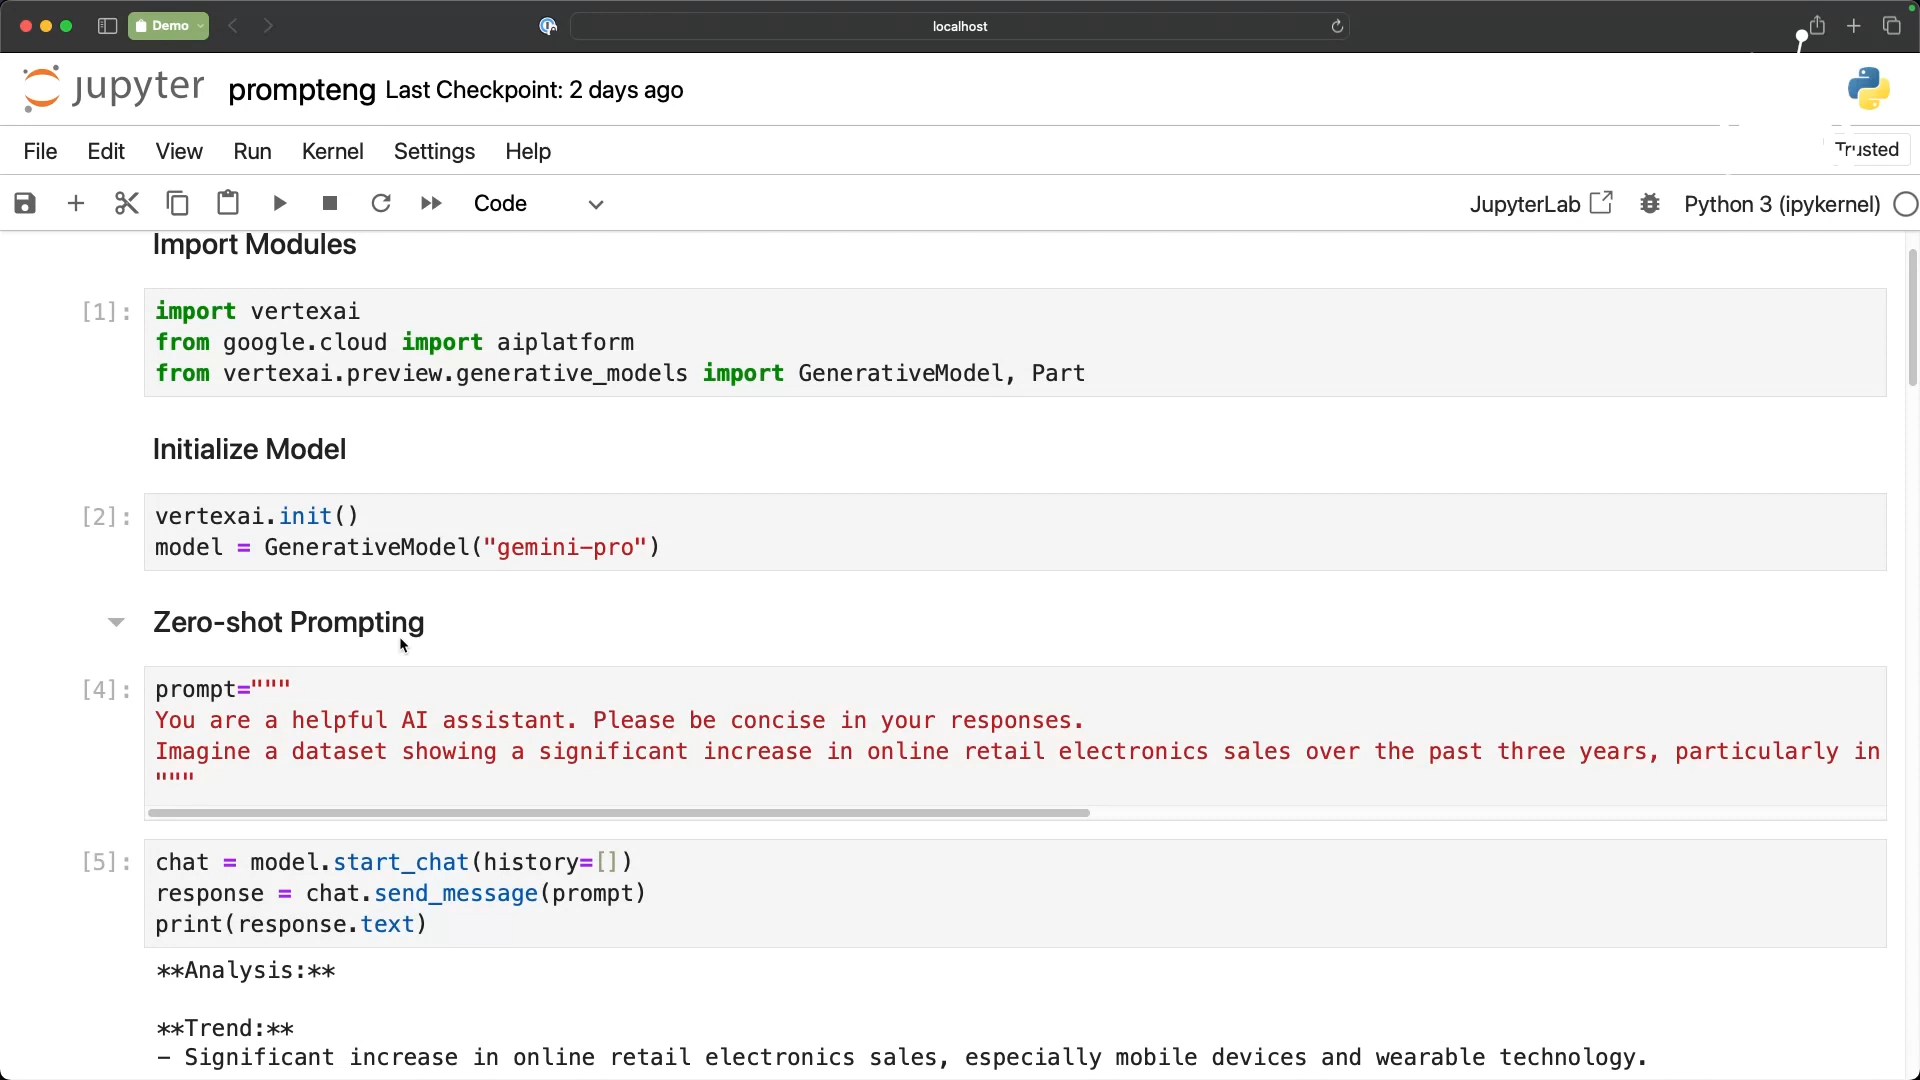 Demo
localhost
jupyter prompteng Last Checkpoint: 2 days ago
File Edit View Run Kernel Settings Help
Trusted
Code
JupyterLab
Python 3 (ipykernel)
Import Modules
[1]: import vertexai
from google.cloud import aiplatform
from vertexai.preview.generative_models import GenerativeModel, Part
Initialize Model
[2]: vertexai.init()
model = GenerativeModel("gemini-pro")
Zero-shot Prompting
[4]: prompt="""
You are a helpful AI assistant. Please be concise in your responses.
Imagine a dataset showing a significant increase in online retail electronics sales over the past three years, particularly in
"""
[5]: chat = model.start_chat(history=[])
response = chat.send_message(prompt)
print(response.text)
**Analysis:**
**Trend:**
- Significant increase in online retail electronics sales, especially mobile devices and wearable technology.